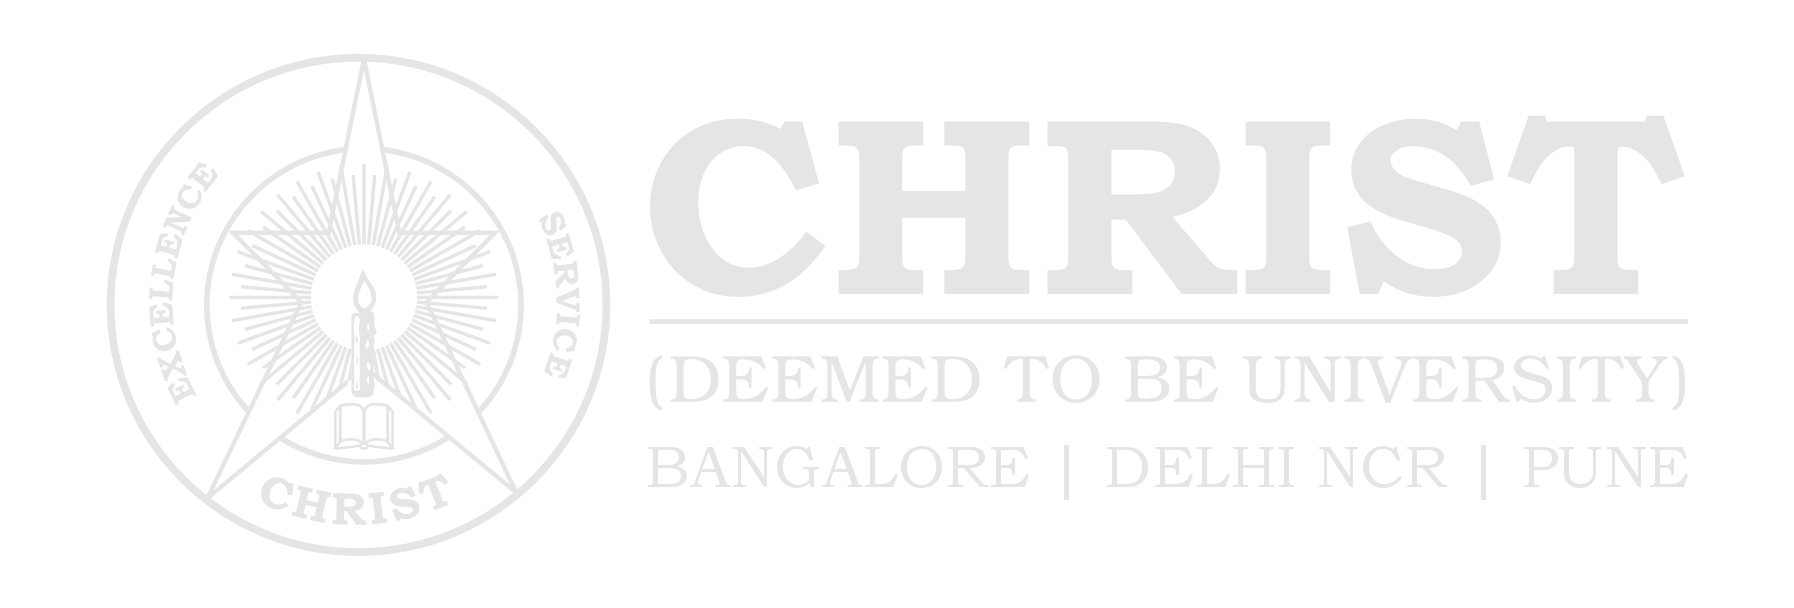 EXCELLENCE
SERVICE
CHRIST
CHRIST
(DEEMED TO BE UNIVERSITY)
BANGALORE | DELHI NCR | PUNE